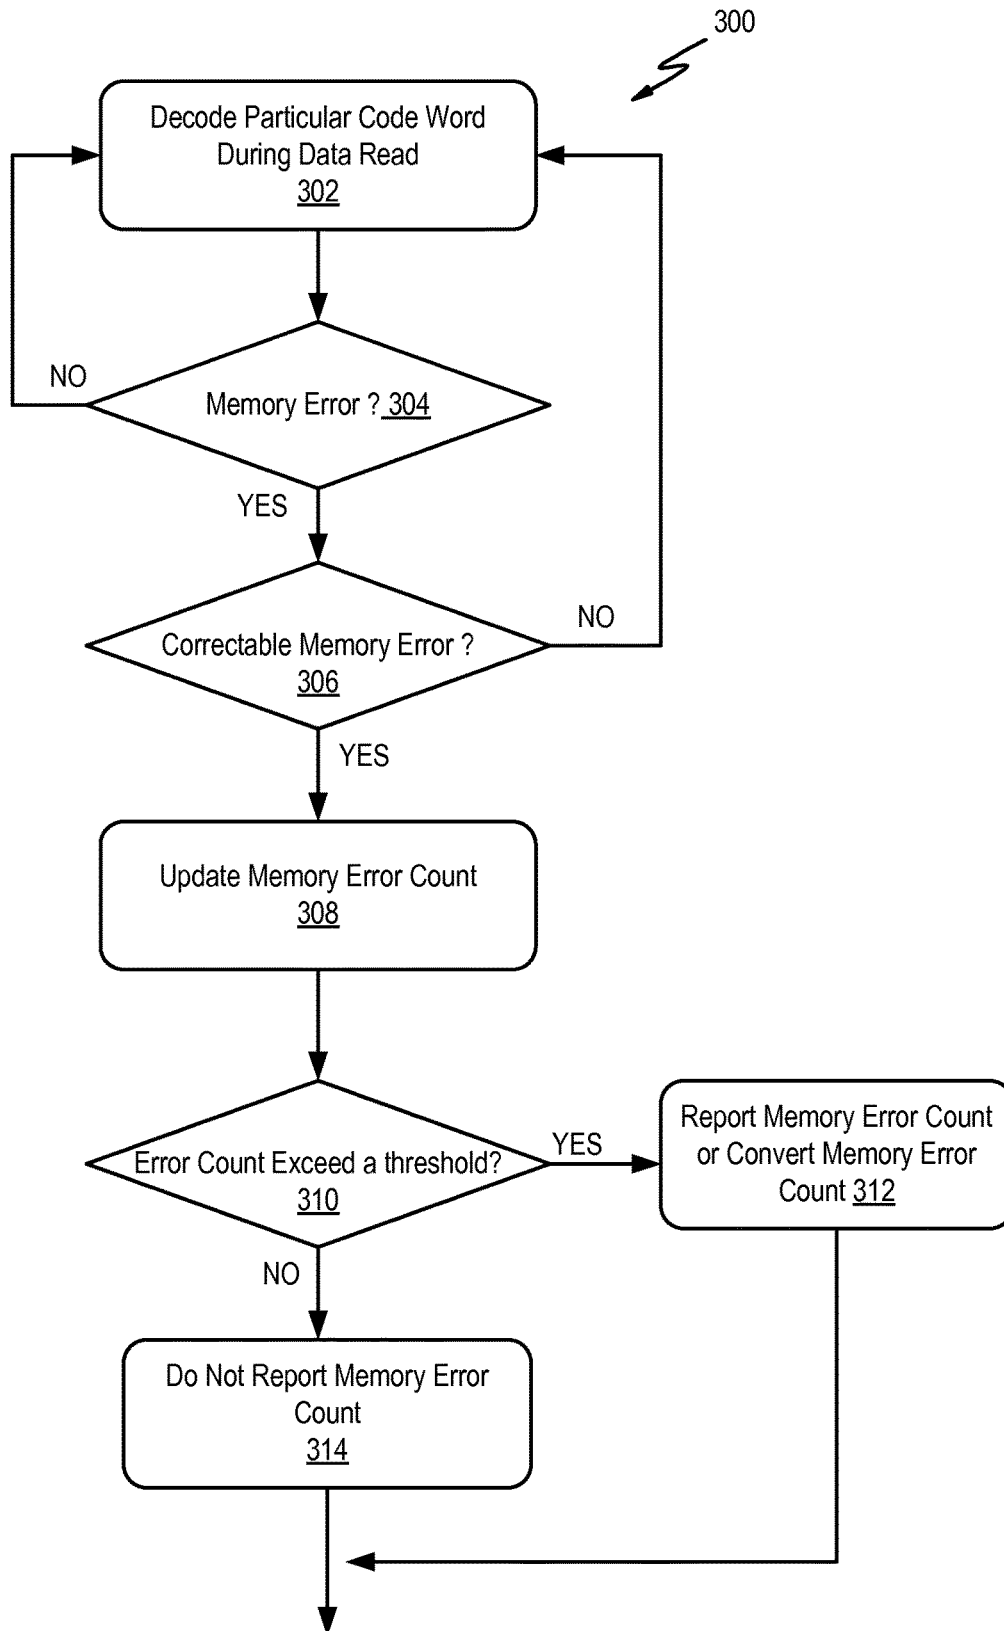 300
Decode Particular Code Word
During Data Read
302
NO
Memory Error ? 304
YES
NO
Correctable Memory Error ?
306
YES
Update Memory Error Count
308
Error Count Exceed a threshold?
310
YES
Report Memory Error Count
or Convert Memory Error
Count 312
NO
Do Not Report Memory Error
Count
314